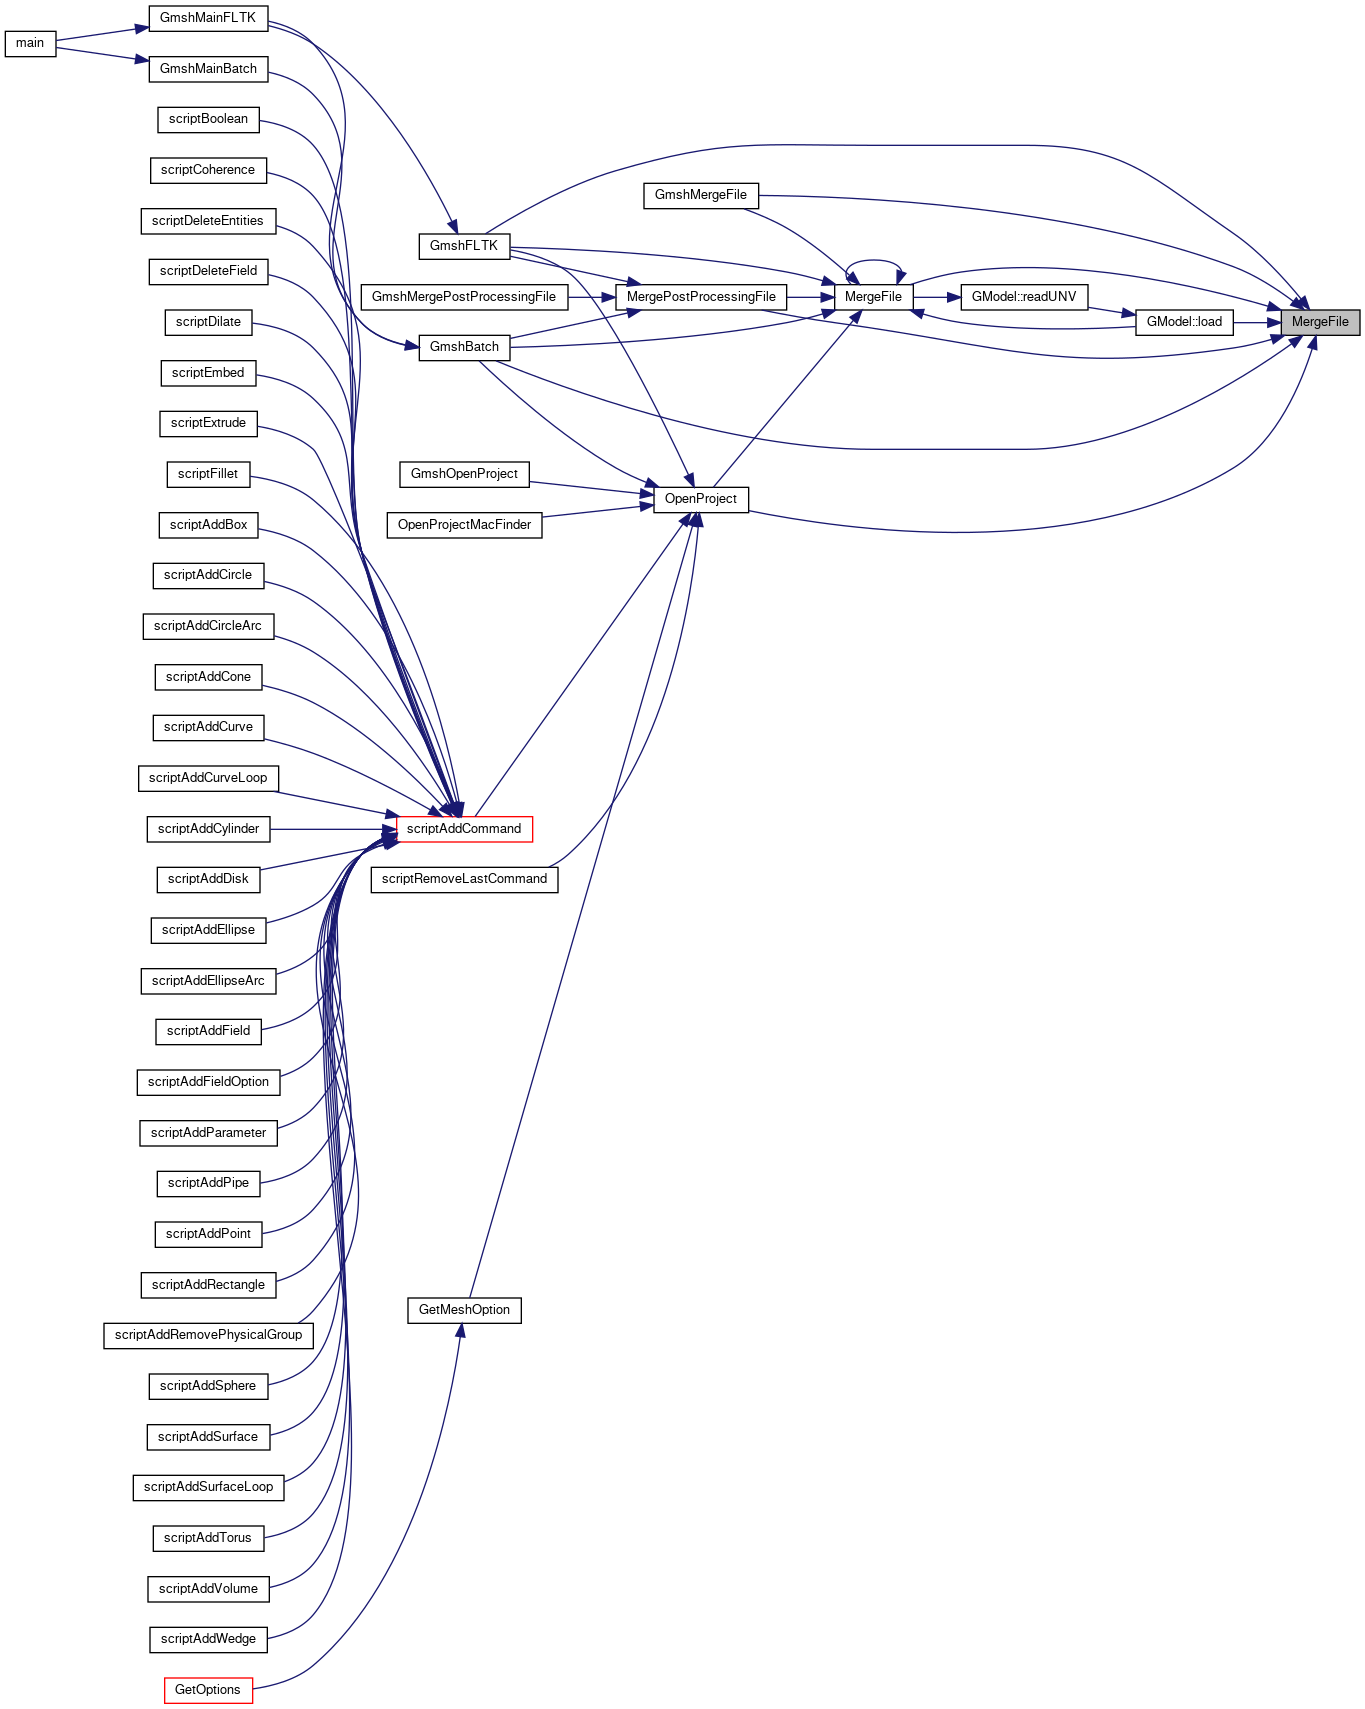 main
GmshMainFLTK
GmshMainBatch
scriptBoolean
scriptCoherence
scriptDeleteEntities
scriptDeleteField
scriptDilate
scriptEmbed
scriptExtrude
scriptFillet
scriptAddBox
scriptAddCircle
scriptAddCircleArc
scriptAddCone
scriptAddCurve
scriptAddCurveLoop
scriptAddCylinder
scriptAddDisk
scriptAddEllipse
scriptAddEllipseArc
scriptAddField
scriptAddFieldOption
scriptAddParameter
scriptAddPipe
scriptAddPoint
scriptAddRectangle
scriptAddRemovePhysicalGroup
scriptAddSphere
scriptAddSurface
scriptAddSurfaceLoop
scriptAddTorus
scriptAddVolume
scriptAddWedge
GetOptions
GmshFLTK
GmshMergePostProcessingFile
GmshBatch
GmshOpenProject
OpenProjectMacFinder
scriptAddCommand
scriptRemoveLastCommand
GetMeshOption
GmshMergeFile
MergePostProcessingFile
OpenProject
MergeFile
GModel::readUNV
GModel::load
MergeFile